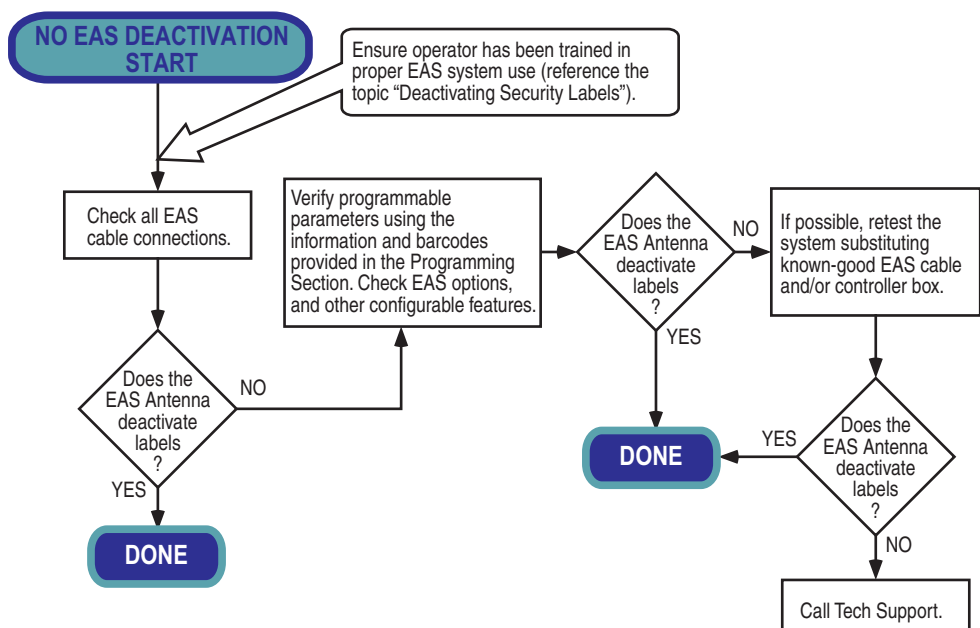 NO EAS DEACTIVATION
START
Ensure operator has been trained in
proper EAS system use (reference the
topic “Deactivating Security Labels”).
Check all EAS
cable connections.
Does the
EAS Antenna
deactivate
labels
?
NO
YES
DONE
Verify programmable
parameters using the
information and barcodes
provided in the Programming
Section. Check EAS options,
and other configurable features.
Does the
EAS Antenna
deactivate
labels
?
NO
YES
DONE
If possible, retest the
system substituting
known-good EAS cable
and/or controller box.
Does the
EAS Antenna
deactivate
labels
?
YES
NO
Call Tech Support.